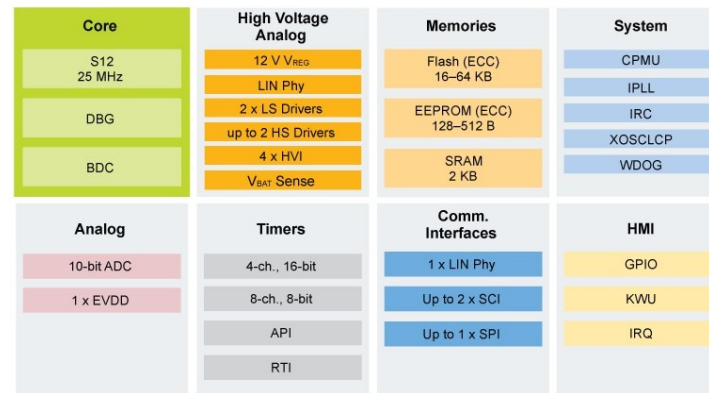 Core
S12
25 MHz
DBG
BDC
High Voltage
Analog
12 V VREG
LIN Phy
2 x LS Drivers
up to 2 HS Drivers
4 x HVI
VBAT Sense
Memories
Flash (ECC)
16–64 KB
EEPROM (ECC)
128–512 B
SRAM
2 KB
System
CPMU
IPLL
IRC
XOSCLCP
WDOG
Analog
10-bit ADC
1 x EVDD
Timers
4-ch., 16-bit
8-ch., 8-bit
API
RTI
Comm.
Interfaces
1 x LIN Phy
Up to 2 x SCI
Up to 1 x SPI
HMI
GPIO
KWU
IRQ